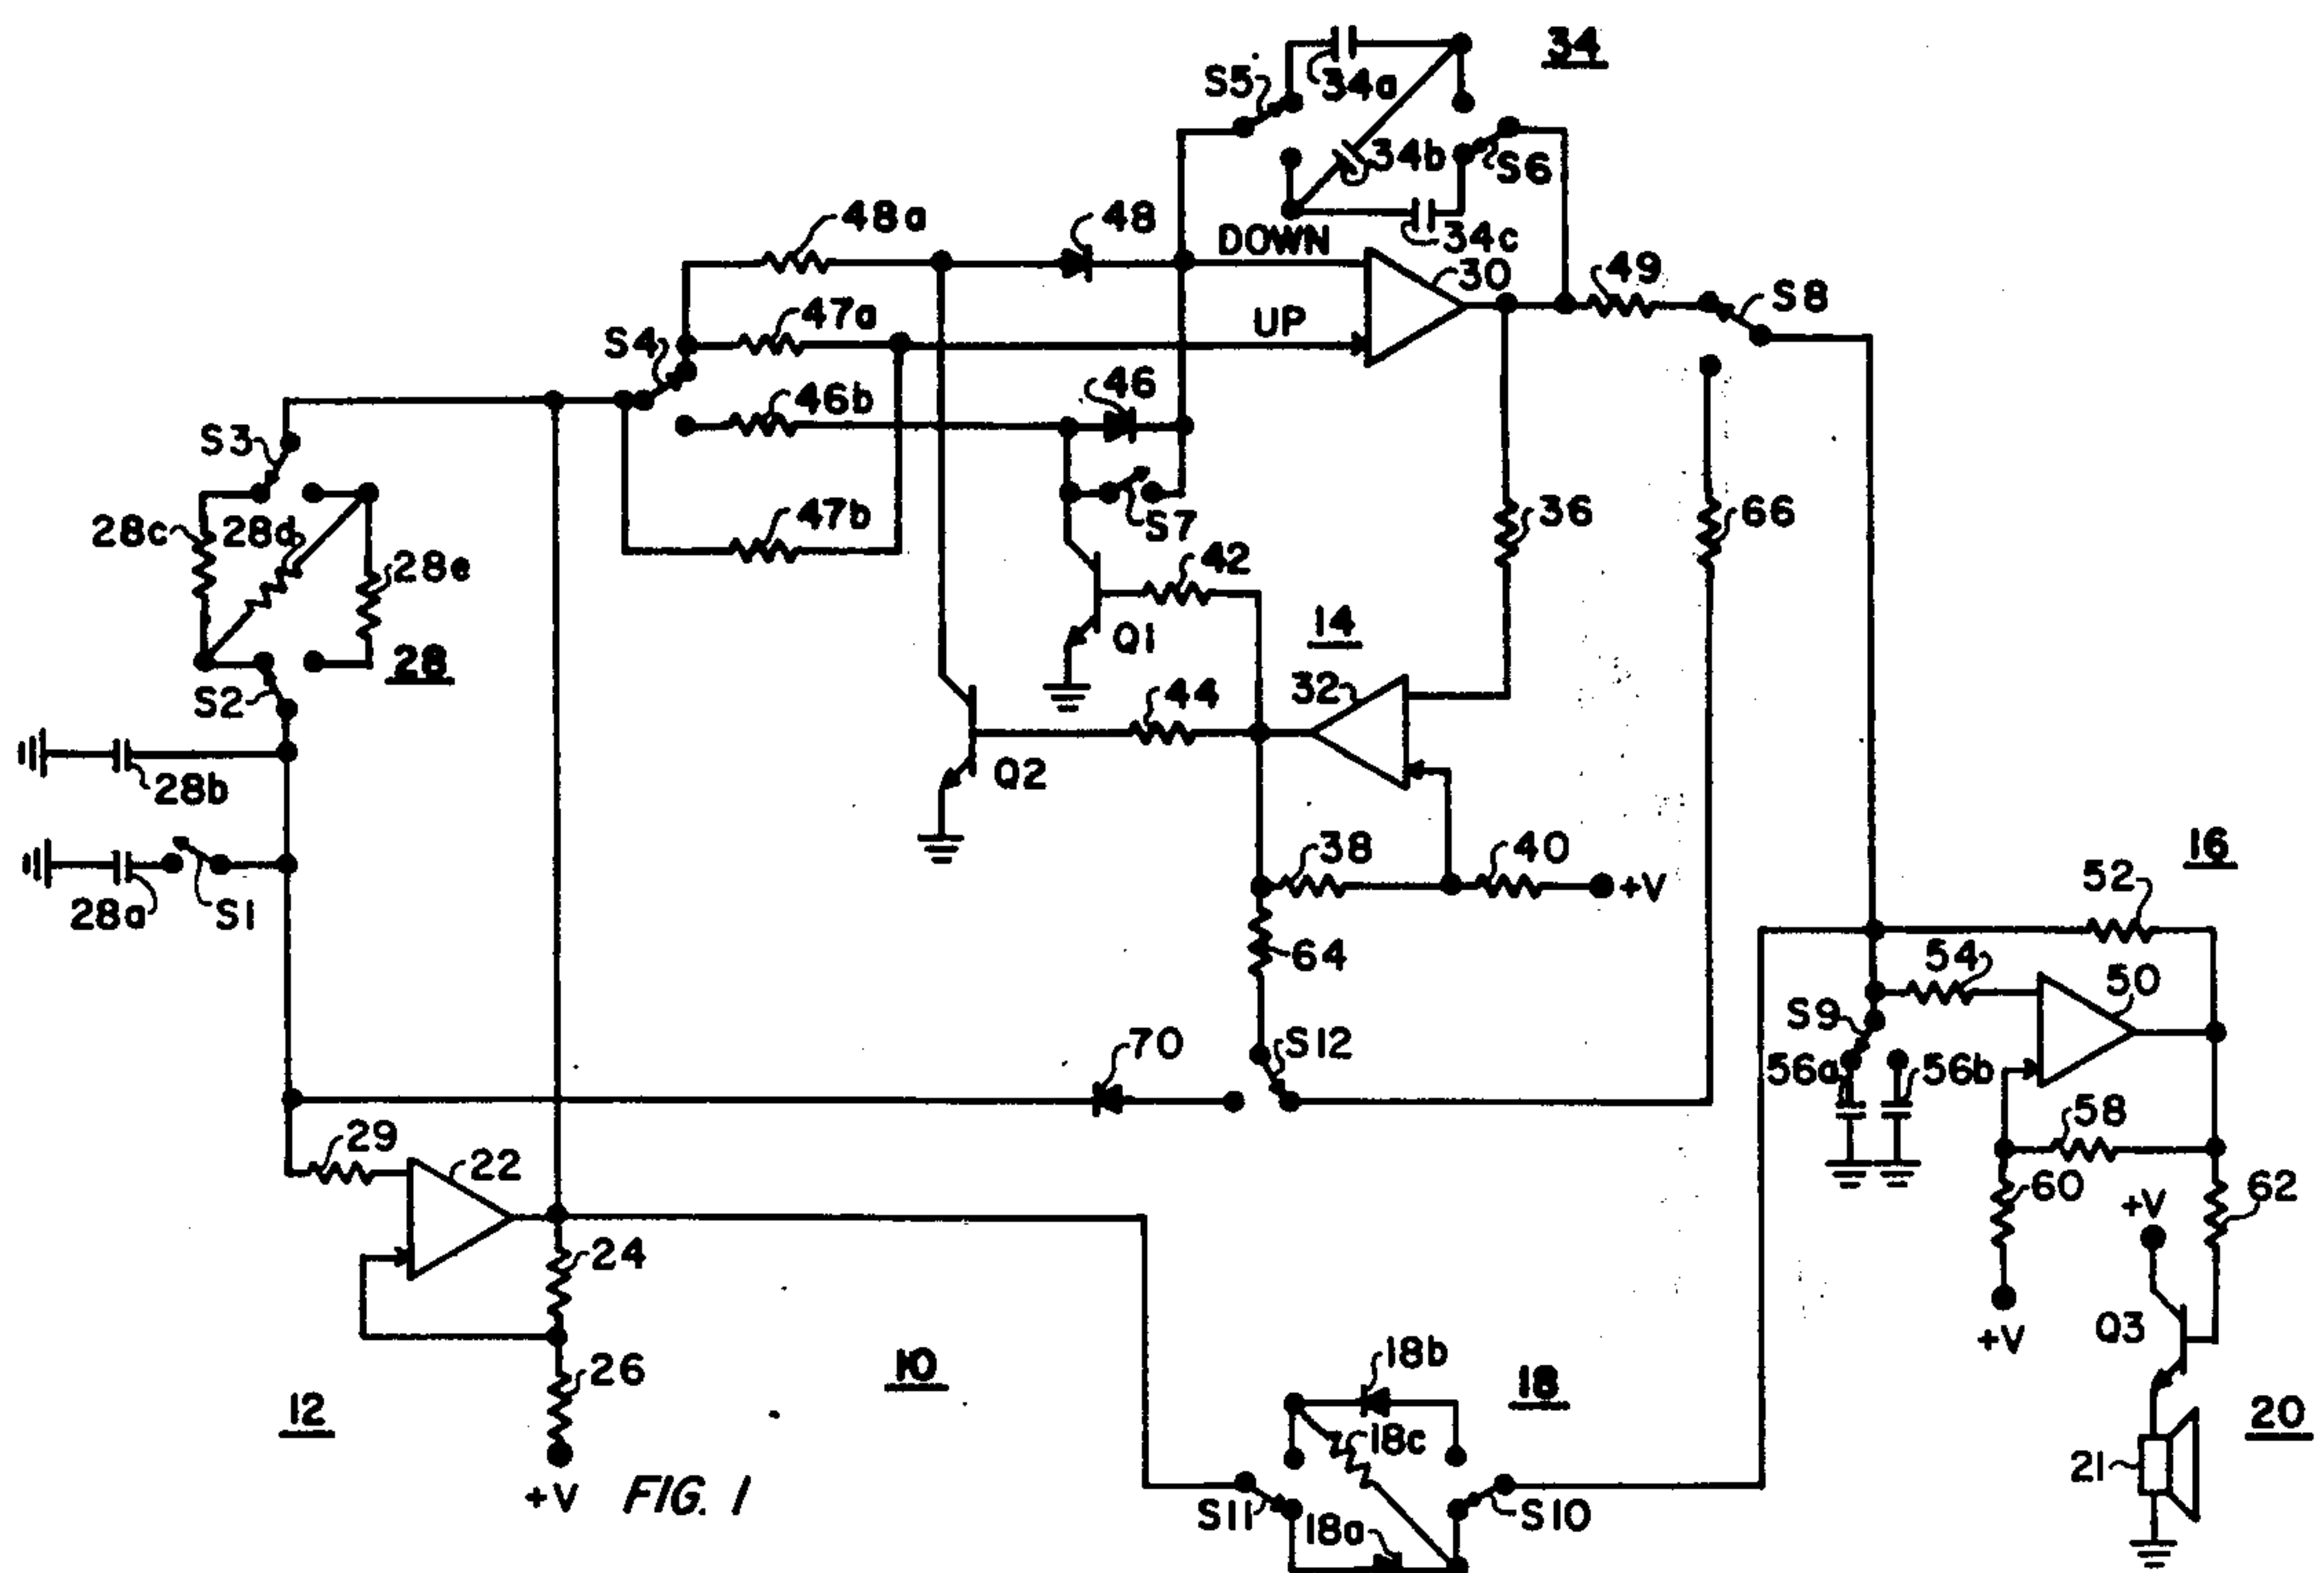 34
S5
34a
34b
S6
48a
48
DOWN
34c
30
49
S8
47a
UP
S4
46b
46
S3
28c
28d
28e
47b
S7
42
36
66
Q1
14
28
S2
44
32
28b
Q2
28a
S1
38
40
+V
16
52
64
54
50
S9
70
S12
56a
56b
29
22
58
60
62
+V
24
+V
Q3
26
10
18b
18
12
18c
20
+V
FIG. 1
S11
S10
21
18a